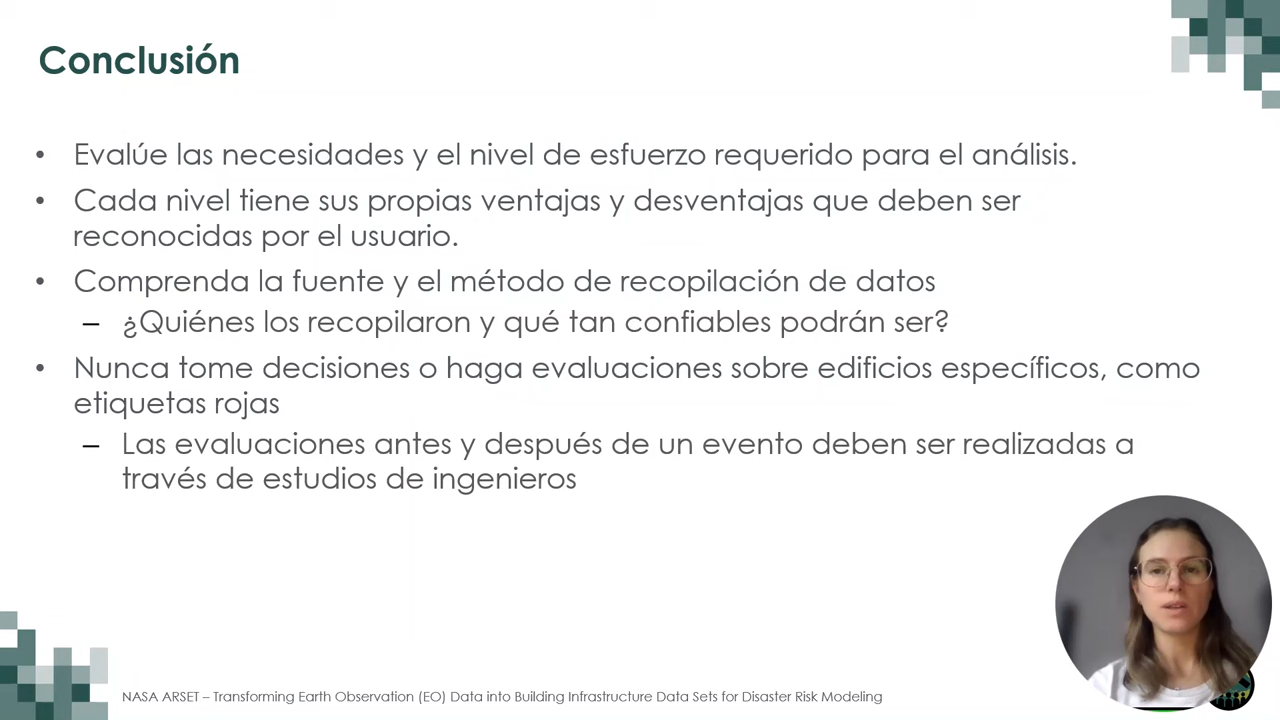 Conclusión
• Evalúe las necesidades y el nivel de esfuerzo requerido para el análisis.
• Cada nivel tiene sus propias ventajas y desventajas que deben ser
reconocidas por el usuario.
• Comprenda la fuente y el método de recopilación de datos
– ¿Quiénes los recopilaron y qué tan confiables podrán ser?
• Nunca tome decisiones o haga evaluaciones sobre edificios específicos, como
etiquetas rojas
– Las evaluaciones antes y después de un evento deben ser realizadas a
través de estudios de ingenieros
NASA ARSET – Transforming Earth Observation (EO) Data into Building Infrastructure Data Sets for Disaster Risk Modeling